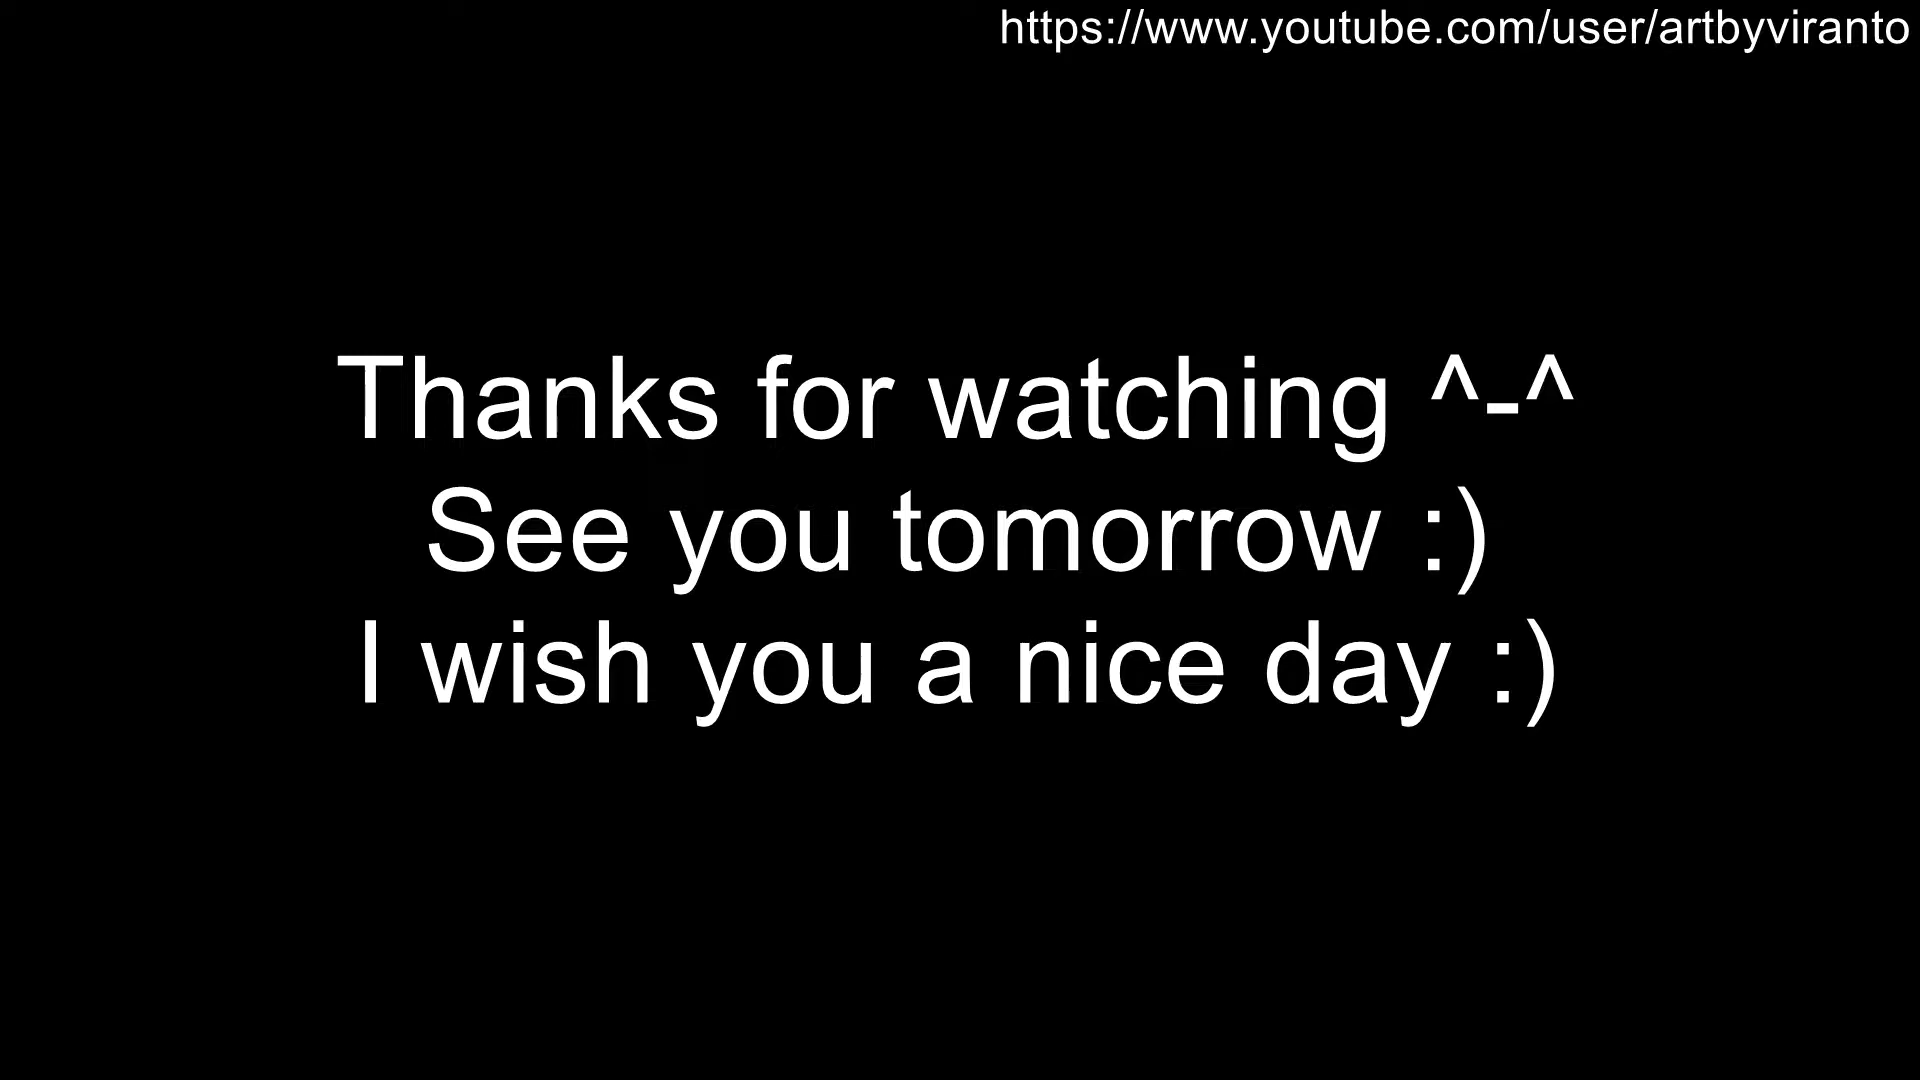 https://www.youtube.com/user/artbyviranto
Thanks for watching ^-^
See you tomorrow :)
I wish you a nice day :)